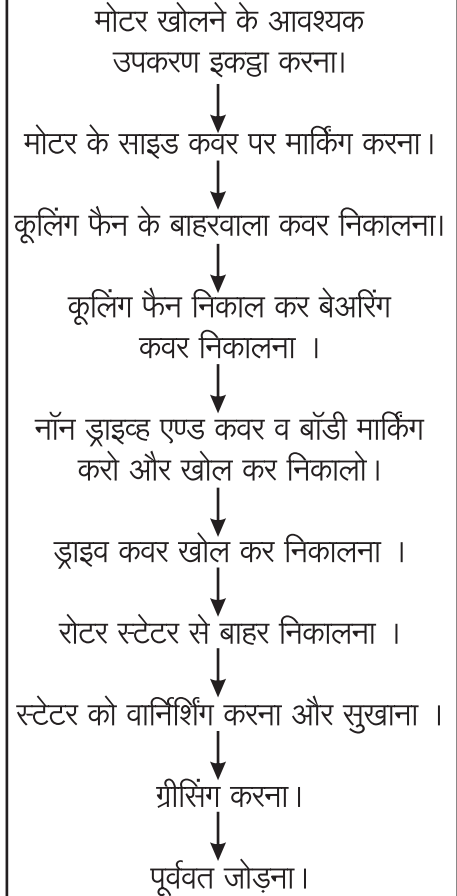 मोटर खोलने के आवश्यक
उपकरण इकट्ठा करना।
मोटर के साइड कवर पर मार्किंग करना।
कूलिंग फैन के बाहरवाला कवर निकालना।
कूलिंग फैन निकाल कर बेअरिंग
कवर निकालना ।
नॉन ड्राइव्ह एण्ड कवर व बॉडी मार्किंग
करो और खोल कर निकालो।
ड्राइव कवर खोल कर निकालना ।
रोटर स्टेटर से बाहर निकालना ।
स्टेटर को वार्निर्शिंग करना और सुखाना ।
ग्रीसिंग करना।
पूर्ववत जोड़ना।